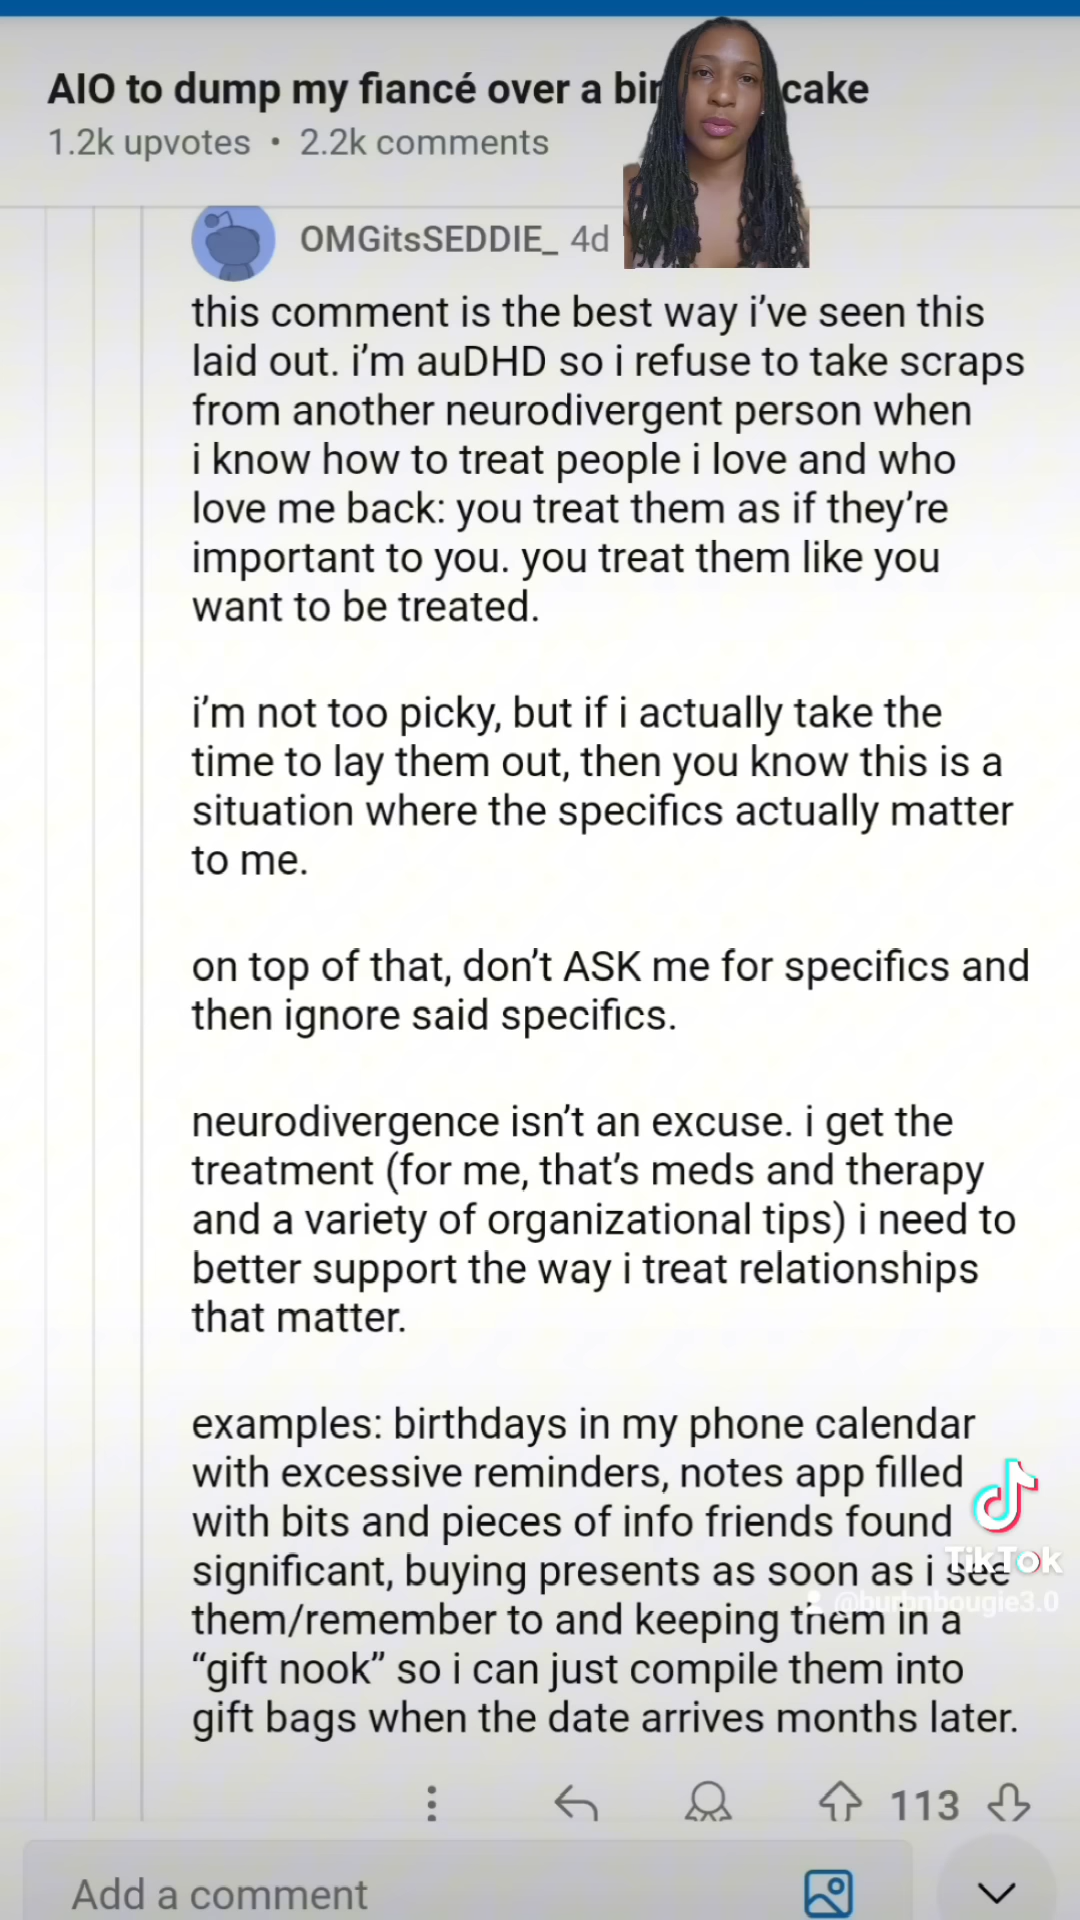 AIO to dump my fiancé over a bir cake
1.2k upvotes • 2.2k comments
OMGitsSEDDIE_ 4d
this comment is the best way i’ve seen this
laid out. i’m auDHD so i refuse to take scraps
from another neurodivergent person when
i know how to treat people i love and who
love me back: you treat them as if they’re
important to you. you treat them like you
want to be treated.
i’m not too picky, but if i actually take the
time to lay them out, then you know this is a
situation where the specifics actually matter
to me.
on top of that, don’t ASK me for specifics and
then ignore said specifics.
neurodivergence isn’t an excuse. i get the
treatment (for me, that’s meds and therapy
and a variety of organizational tips) i need to
better support the way i treat relationships
that matter.
examples: birthdays in my phone calendar
with excessive reminders, notes app filled
with bits and pieces of info friends found
significant, buying presents as soon as i see
TikTok
@burbnbougie3.0
them/remember to and keeping them in a
“gift nook” so i can just compile them into
gift bags when the date arrives months later.
113
Add a comment